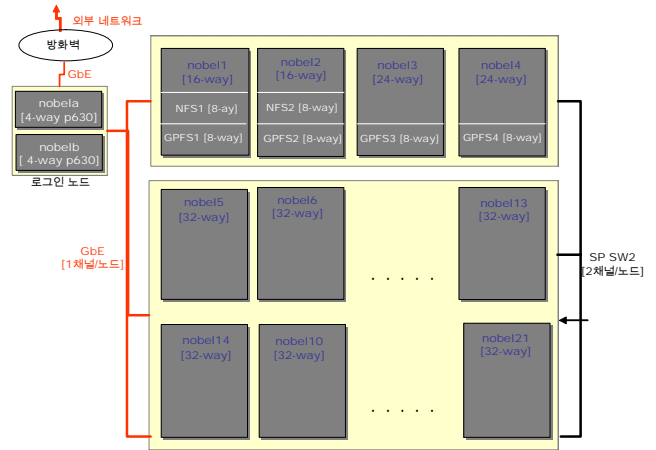 외부 네트워크
방화벽
GbE
nobela
[4-way p630]
nobelb
[ 4-way p630]
로그인 노드
nobel1
[16-way]
NFS1 [8-ay]
GPFS1 [8-way]
nobel2
[16-way]
NFS2 [8-way]
GPFS2 [8-way]
nobel3
[24-way]
GPFS3 [8-way]
nobel4
[24-way]
GPFS4 [8-way]
GbE
[1채널/노드]
nobel5
[32-way]
nobel6
[32-way]
. . . . .
nobel13
[32-way]
SP SW2
[2채널/노드]
nobel14
[32-way]
nobel10
[32-way]
. . . . .
nobel21
[32-way]